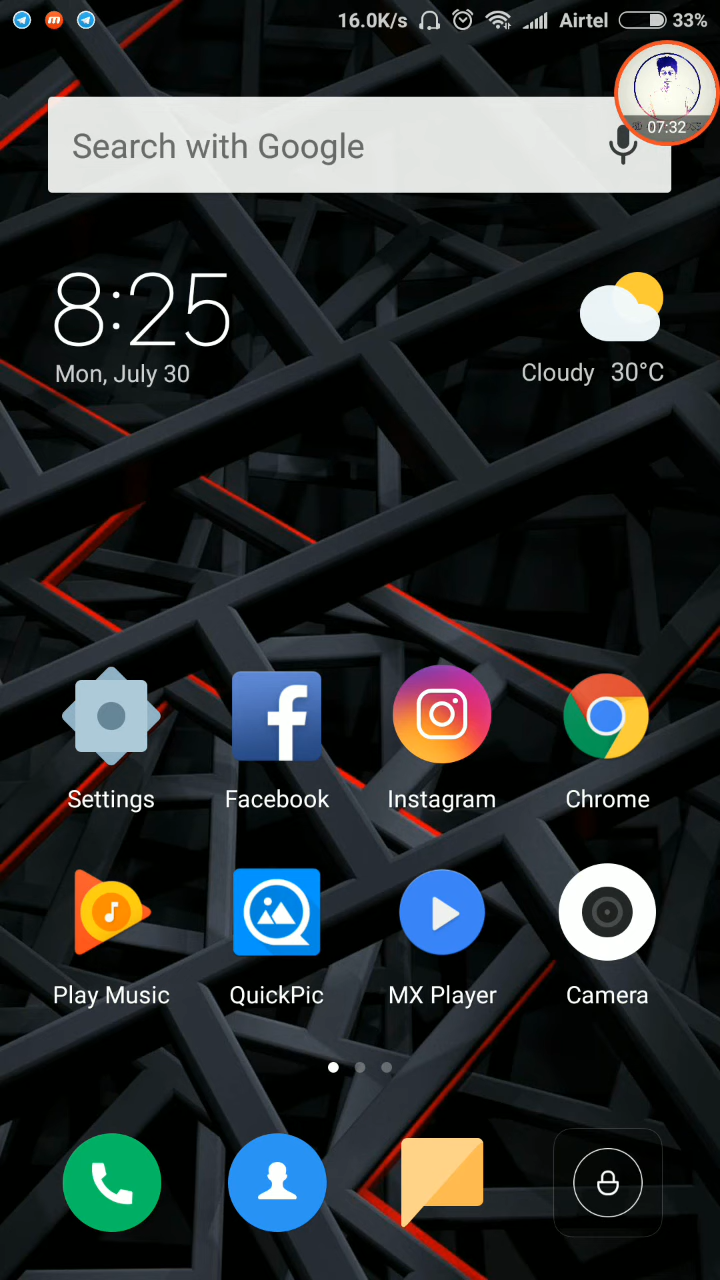 16.0K/s Airtel 33%
07:32
Search with Google
8:25
Mon, July 30
Cloudy 30°C
Settings Facebook Instagram Chrome
Play Music QuickPic MX Player Camera